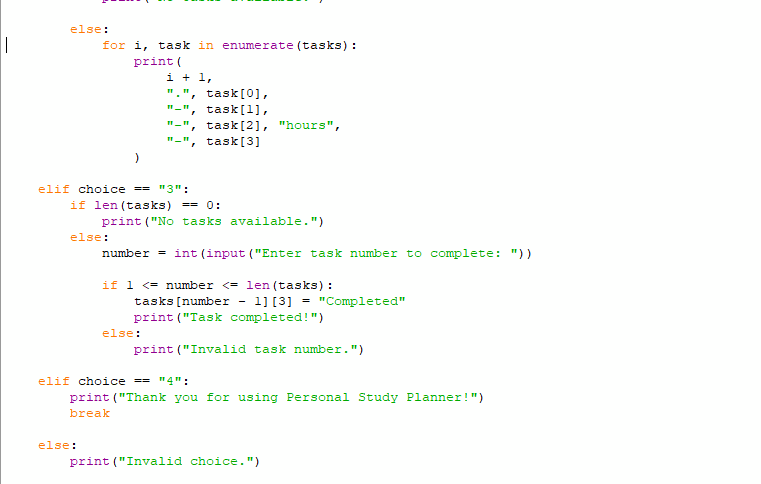 else:
        for i, task in enumerate(tasks):
            print(
                i + 1,
                ".", task[0],
                "-", task[1],
                "-", task[2], "hours",
                "-", task[3]
            )

elif choice == "3":
    if len(tasks) == 0:
        print("No tasks available.")
    else:
        number = int(input("Enter task number to complete: "))

        if 1 <= number <= len(tasks):
            tasks[number - 1][3] = "Completed"
            print("Task completed!")
        else:
            print("Invalid task number.")

elif choice == "4":
    print("Thank you for using Personal Study Planner!")
    break

else:
    print("Invalid choice.")